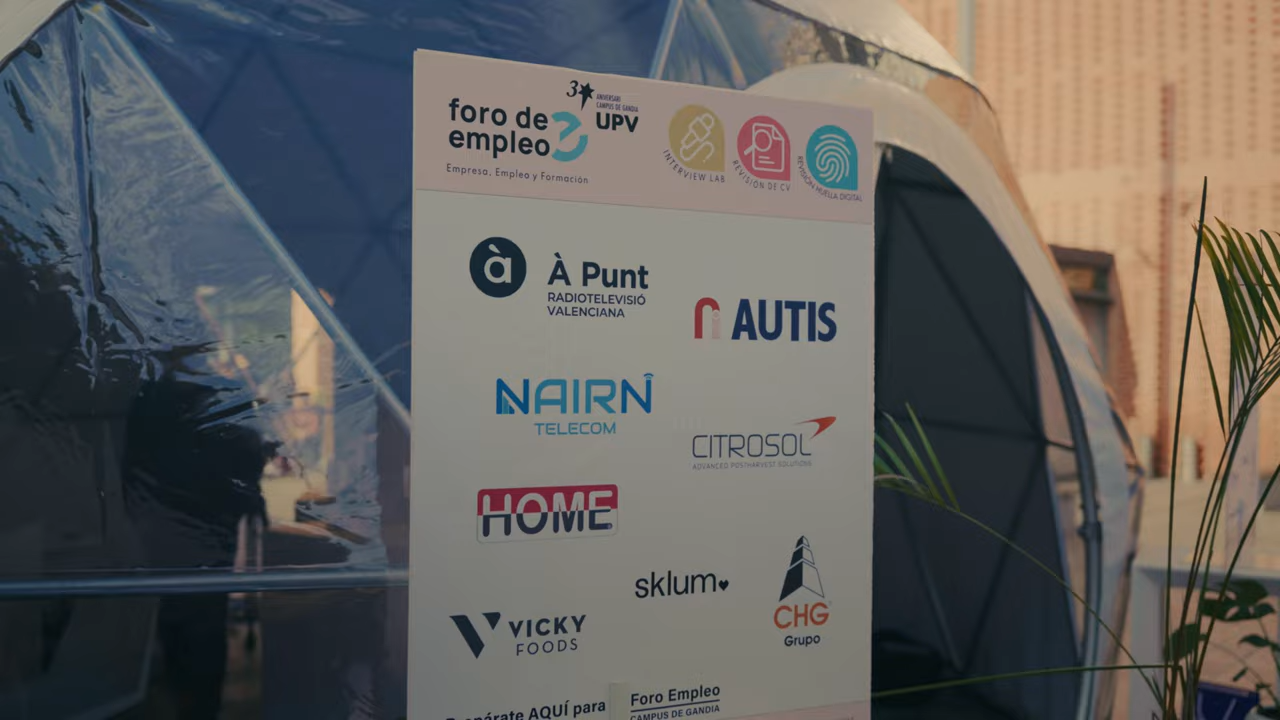 foro de
empleo
Empresa, Empleo y Formación
3
ANIVERSARI
CAMPUS DE GANDIA
UPV
INTERVIEW LAB
REVISIÓN DE CV
REVISIÓN HUELLA DIGITAL
à
À Punt
RADIOTELEVISIÓ
VALENCIANA
AUTIS
NAIRN
TELECOM
CITROSOL
ADVANCED POSTHARVEST SOLUTIONS
HOME
sklum
CHG
Grupo
VICKY
FOODS
AQUÍ para
Foro Empleo
CAMPUS DE GANDIA